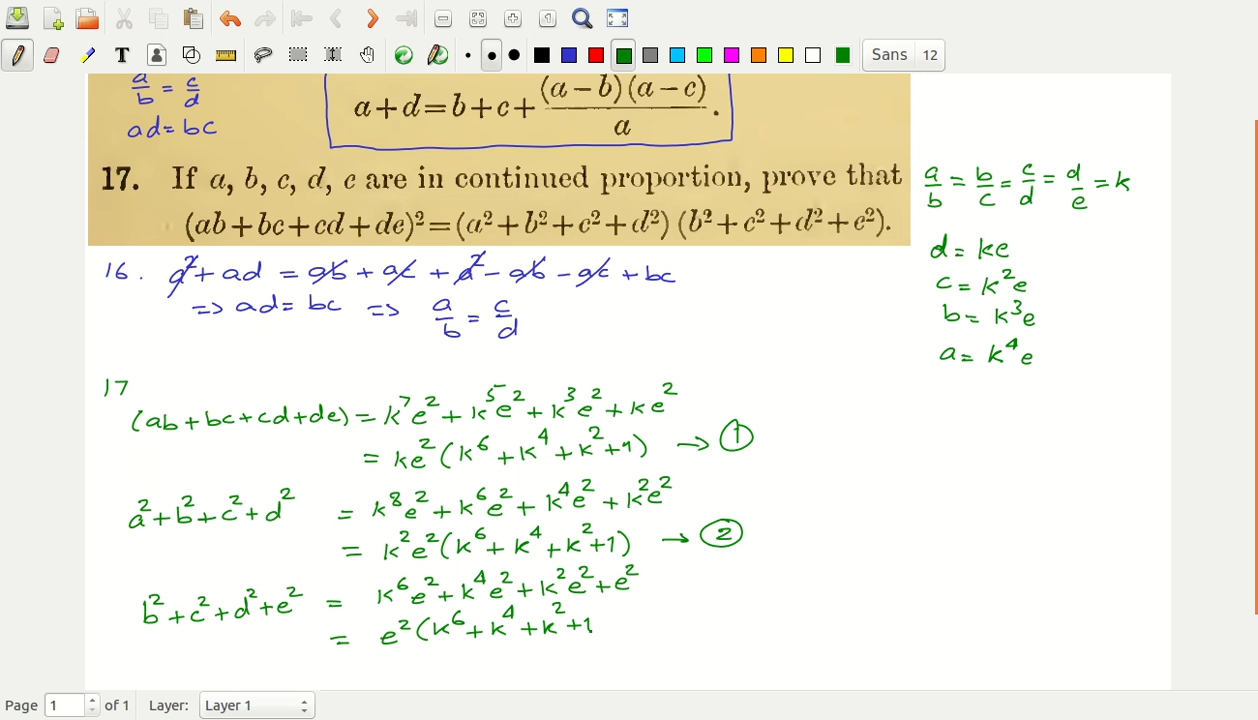 T
Sans 12
a/b = c/d
ad = bc
a+d=b+c+(a−b)(a−c)/a.
17. If a, b, c, d, e are in continued proportion, prove that
(ab+bc+cd+de)²=(a²+b²+c²+d²)(b²+c²+d²+e²).
a/b = b/c = c/d = d/e = k
d = ke
c = k²e
b = k³e
a = k⁴e
16. a² + ad = ab + ac + a² - ab - ac + bc
=> ad = bc => a/b = c/d
17
(ab+bc+cd+de) = k⁷e² + k⁵e² + k³e² + ke²
= ke²(k⁶ + k⁴ + k² + 1) → ①
a² + b² + c² + d² = k⁸e² + k⁶e² + k⁴e² + k²e²
= k²e²(k⁶ + k⁴ + k² + 1) → ②
b² + c² + d² + e² = k⁶e² + k⁴e² + k²e² + e²
= e²(k⁶ + k⁴ + k² + 1
Page 1 of 1 Layer: Layer 1